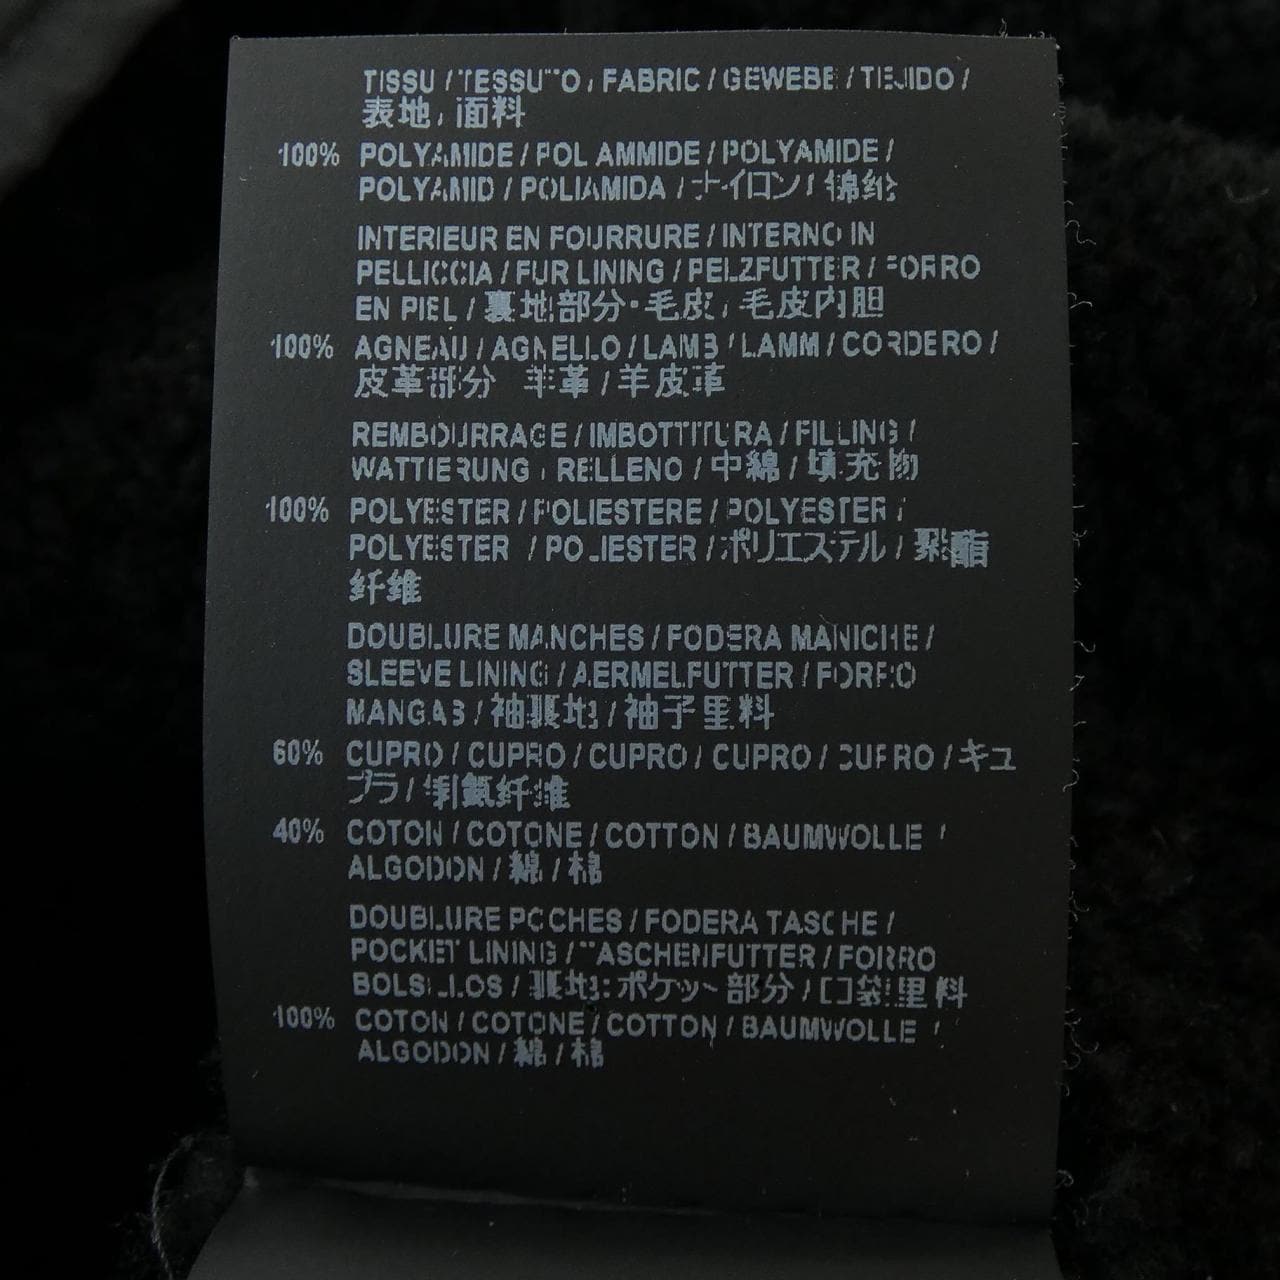 TISSU / TESSUTO / FABRIC / GEWEBE / TEJIDO /
表地 / 面料
100% POLYAMIDE / POLIAMMIDE / POLYAMIDE /
POLYAMID / POLIAMIDA / ナイロン / 锦纶
INTERIEUR EN FOURRURE / INTERNO IN
PELLICCIA / FUR LINING / PELZFUTTER / FORRO
EN PIEL / 裏地部分・毛皮 / 毛皮内胆
100% AGNEAU / AGNELLO / LAMB / LAMM / CORDERO /
皮革部分 羊革 / 羊皮革
REMBOURRAGE / IMBOTTITURA / FILLING /
WATTIERUNG / RELLENO / 中綿 / 填充物
100% POLYESTER / POLIESTERE / POLYESTER /
POLYESTER / POLIESTER / ポリエステル / 聚酯
纤维
DOUBLURE MANCHES / FODERA MANICHE /
SLEEVE LINING / AERMELFUTTER / FORRO
MANGAS / 袖裏地 / 袖子里料
60% CUPRO / CUPRO / CUPRO / CUPRO / CUPRO / キュ
プラ / 铜氨纤维
40% COTON / COTONE / COTTON / BAUMWOLLE /
ALGODON / 綿 / 棉
DOUBLURE POCHES / FODERA TASCHE /
POCKET LINING / TASCHENFUTTER / FORRO
BOLSILLOS / 裏地:ポケット部分 / 口袋里料
100% COTON / COTONE / COTTON / BAUMWOLLE /
ALGODON / 綿 / 棉